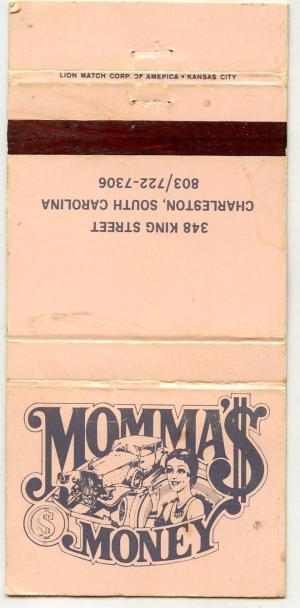 LION MATCH CORP. OF AMERICA • KANSAS CITY
348 KING STREET
CHARLESTON, SOUTH CAROLINA
803/722-7306
MOMMA'$
$
MONEY